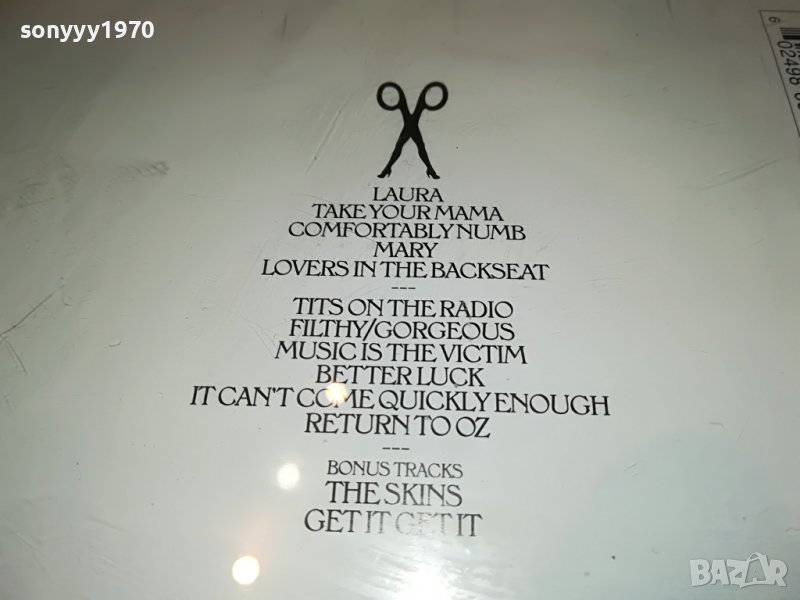 sonyyy1970
LAURA
TAKE YOUR MAMA
COMFORTABLY NUMB
MARY
LOVERS IN THE BACKSEAT
---
TITS ON THE RADIO
FILTHY/GORGEOUS
MUSIC IS THE VICTIM
BETTER LUCK
IT CAN'T COME QUICKLY ENOUGH
RETURN TO OZ
---
BONUS TRACKS
THE SKINS
GET IT GET IT
BAZAR